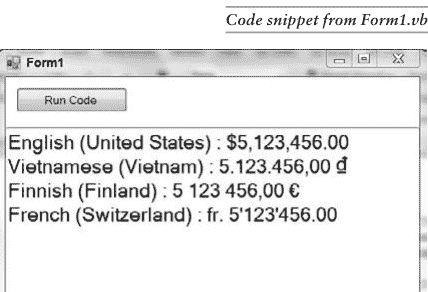 Code snippet from Form1.vb
Form1
Run Code
English (United States) : $5,123,456.00
Vietnamese (Vietnam) : 5.123.456,00 ₫
Finnish (Finland) : 5 123 456,00 €
French (Switzerland) : fr. 5'123'456.00